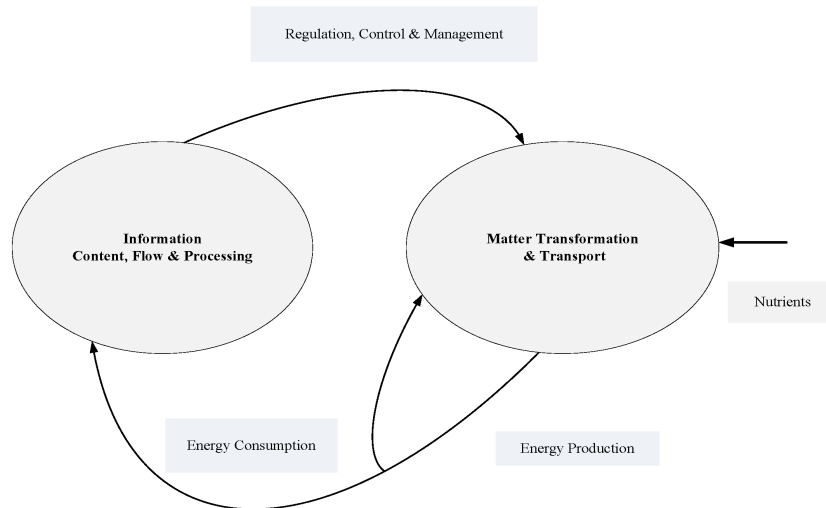 Regulation, Control & Management
Information
Content, Flow & Processing
Matter Transformation
& Transport
Nutrients
Energy Consumption
Energy Production